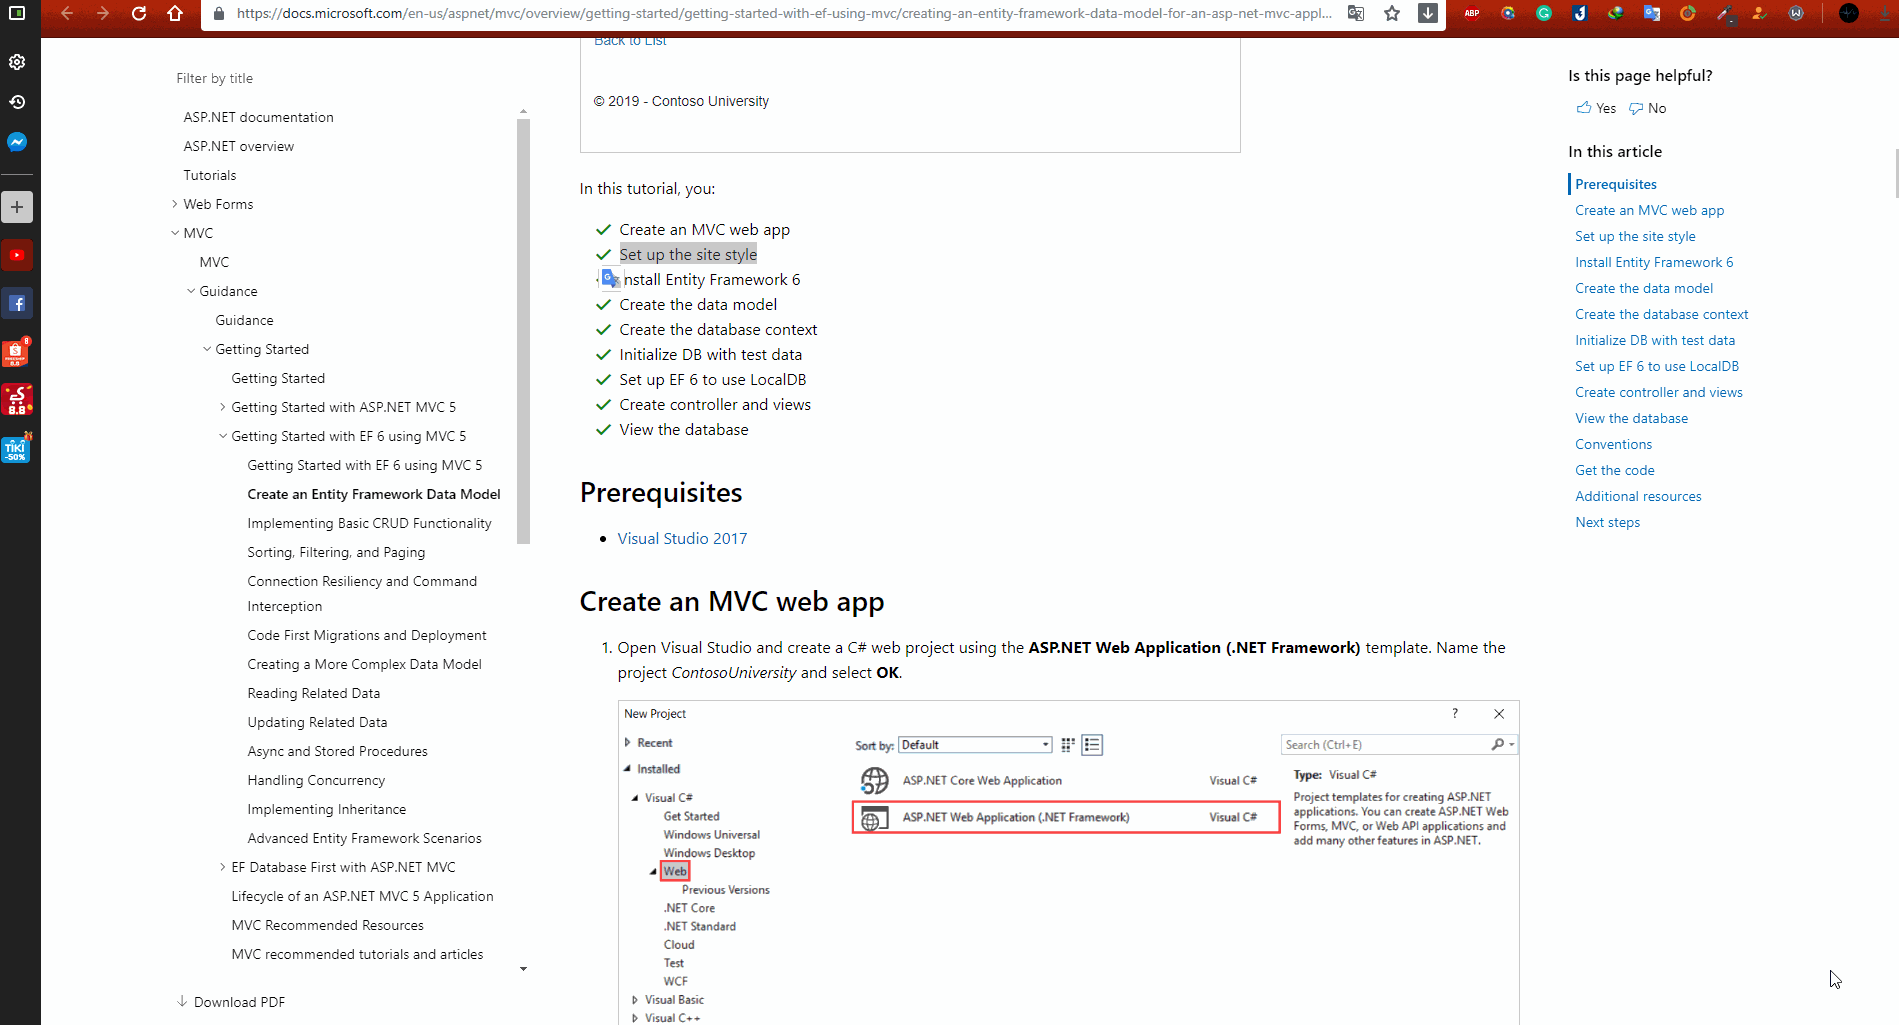 https://docs.microsoft.com/en-us/aspnet/mvc/overview/getting-started/getting-started-with-ef-using-mvc/creating-an-entity-framework-data-model-for-an-asp-net-mvc-appl...
ABP
Filter by title
ASP.NET documentation
ASP.NET overview
Tutorials
Web Forms
MVC
MVC
Guidance
Guidance
Getting Started
Getting Started
Getting Started with ASP.NET MVC 5
Getting Started with EF 6 using MVC 5
Getting Started with EF 6 using MVC 5
Create an Entity Framework Data Model
Implementing Basic CRUD Functionality
Sorting, Filtering, and Paging
Connection Resiliency and Command
Interception
Code First Migrations and Deployment
Creating a More Complex Data Model
Reading Related Data
Updating Related Data
Async and Stored Procedures
Handling Concurrency
Implementing Inheritance
Advanced Entity Framework Scenarios
EF Database First with ASP.NET MVC
Lifecycle of an ASP.NET MVC 5 Application
MVC Recommended Resources
MVC recommended tutorials and articles
Download PDF
8.8
TIKI
-50%
Back to List
© 2019 - Contoso University
In this tutorial, you:
Create an MVC web app
Set up the site style
Install Entity Framework 6
Create the data model
Create the database context
Initialize DB with test data
Set up EF 6 to use LocalDB
Create controller and views
View the database
Prerequisites
Visual Studio 2017
Create an MVC web app
1. Open Visual Studio and create a C# web project using the ASP.NET Web Application (.NET Framework) template. Name the
project ContosoUniversity and select OK.
New Project
?
Recent
Installed
Visual C#
Get Started
Windows Universal
Windows Desktop
Web
Previous Versions
.NET Core
.NET Standard
Cloud
Test
WCF
Visual Basic
Visual C++
Sort by: Default
ASP.NET Core Web Application Visual C#
ASP.NET Web Application (.NET Framework) Visual C#
Search (Ctrl+E)
Type: Visual C#
Project templates for creating ASP.NET
applications. You can create ASP.NET Web
Forms, MVC, or Web API applications and
add many other features in ASP.NET.
Is this page helpful?
Yes No
In this article
Prerequisites
Create an MVC web app
Set up the site style
Install Entity Framework 6
Create the data model
Create the database context
Initialize DB with test data
Set up EF 6 to use LocalDB
Create controller and views
View the database
Conventions
Get the code
Additional resources
Next steps